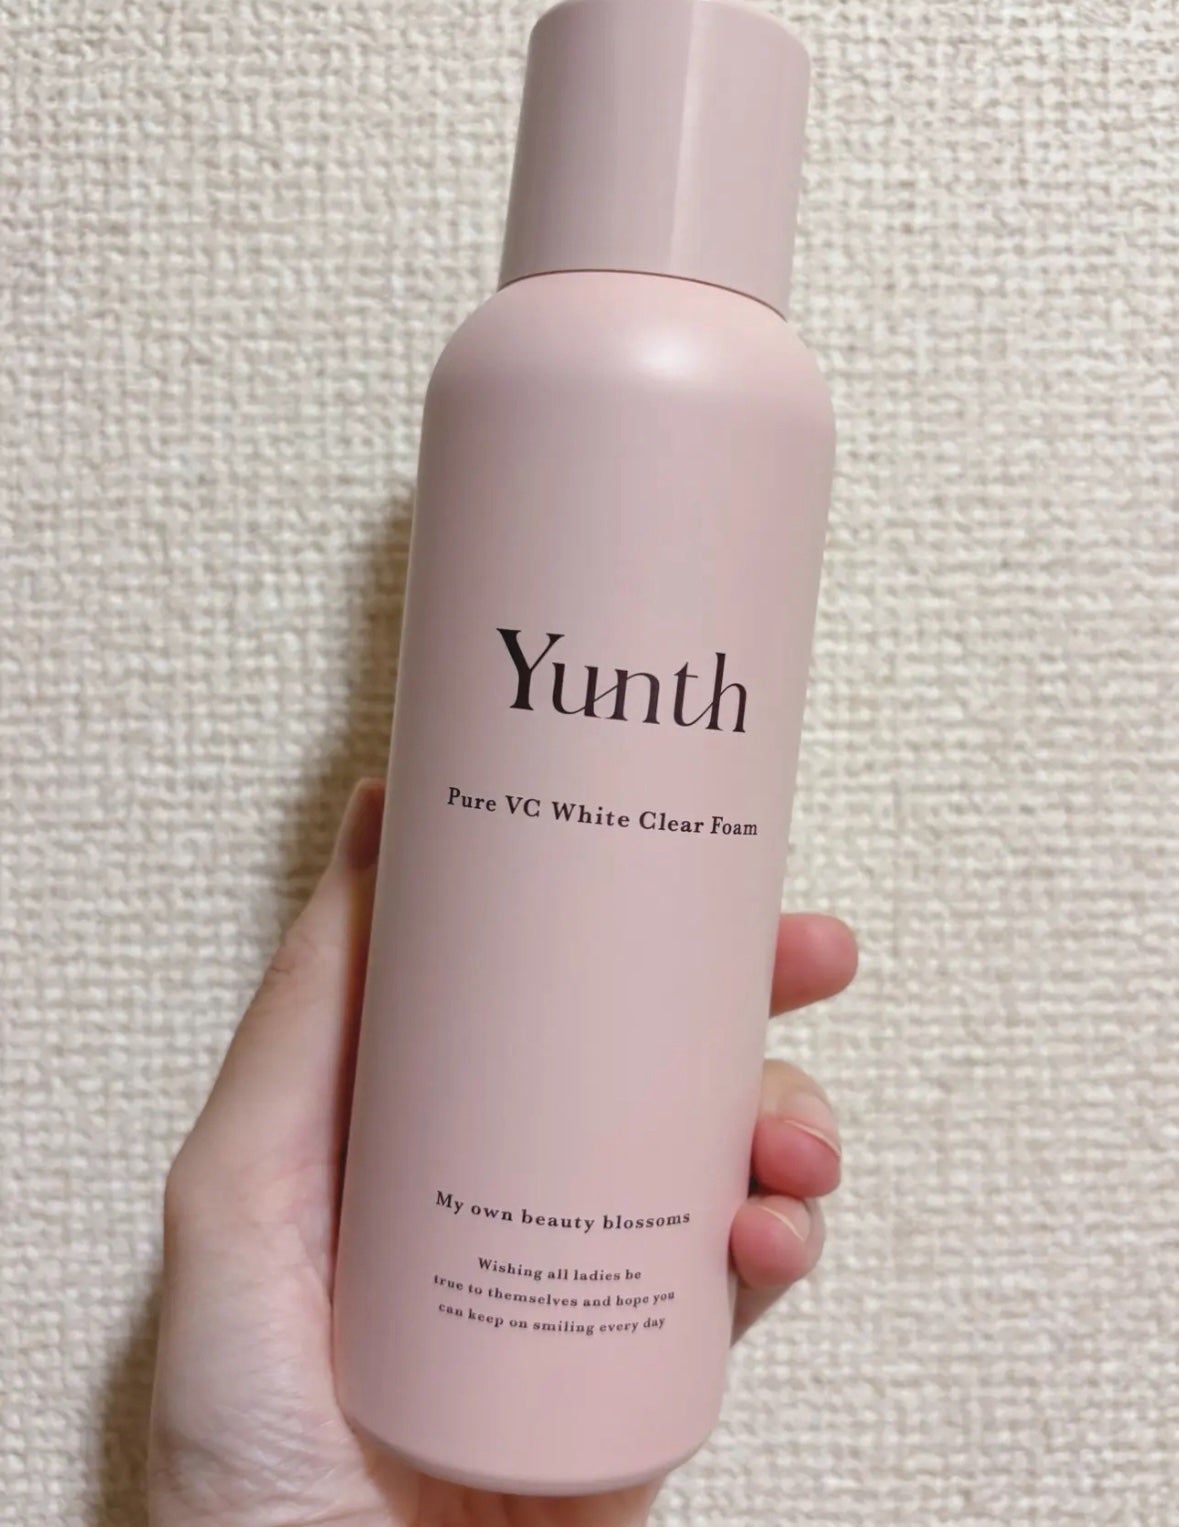 Yunth
Pure VC White Clear Foam
My own beauty blossoms
Wishing all ladies be
true to themselves and hope you
can keep on smiling every day